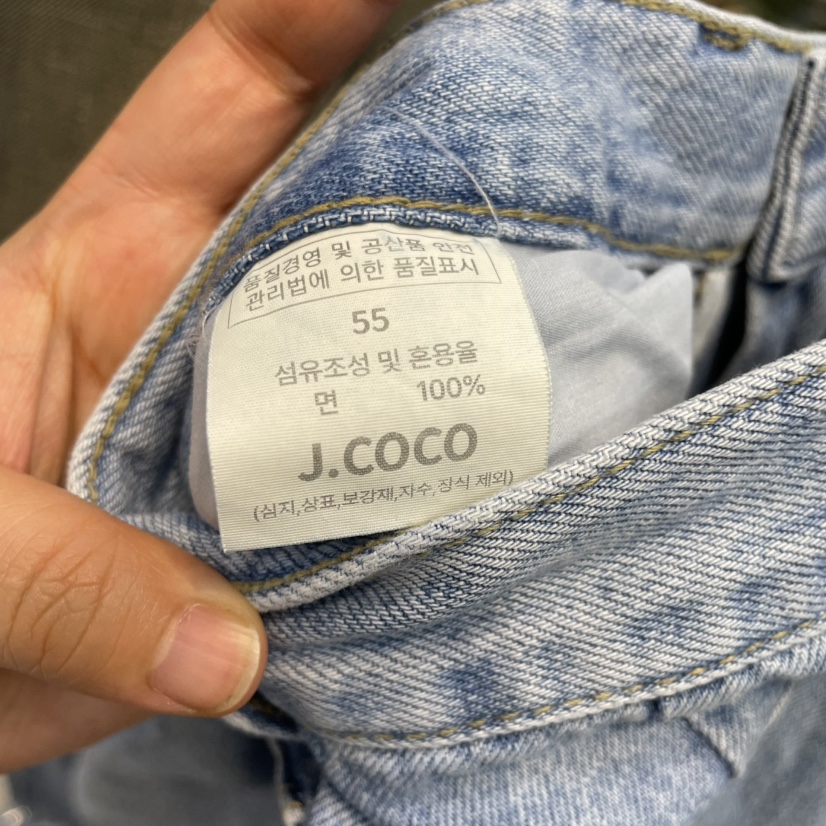 품질경영 및 공산품 안전
관리법에 의한 품질표시
55
섬유조성 및 혼용율
면 100%
J.COCO
(심지,상표,보강재,자수,장식 제외)